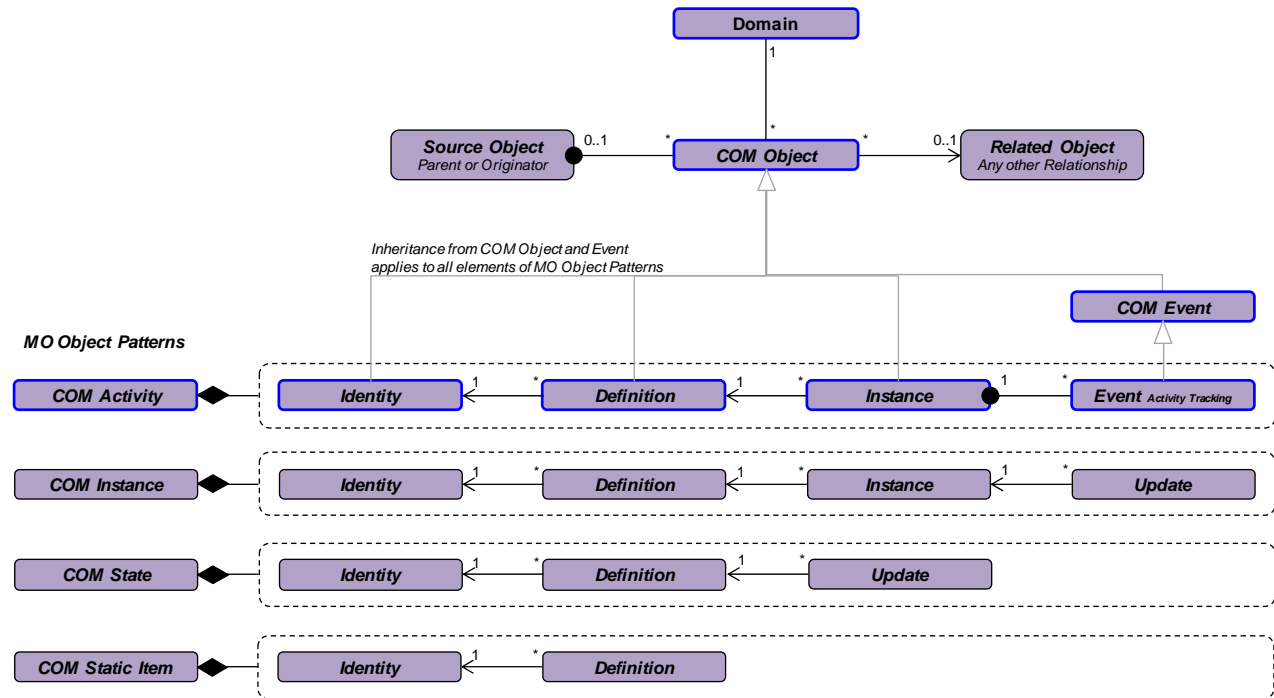 Domain
1
*
Source Object
Parent or Originator
0..1
*
COM Object
*
0..1
Related Object
Any other Relationship
Inheritance from COM Object and Event
applies to all elements of MO Object Patterns
COM Event
MO Object Patterns
COM Activity
Identity
1
*
Definition
1
*
Instance
1
*
Event Activity Tracking
COM Instance
Identity
1
*
Definition
1
*
Instance
1
*
Update
COM State
Identity
1
*
Definition
1
*
Update
COM Static Item
Identity
1
*
Definition